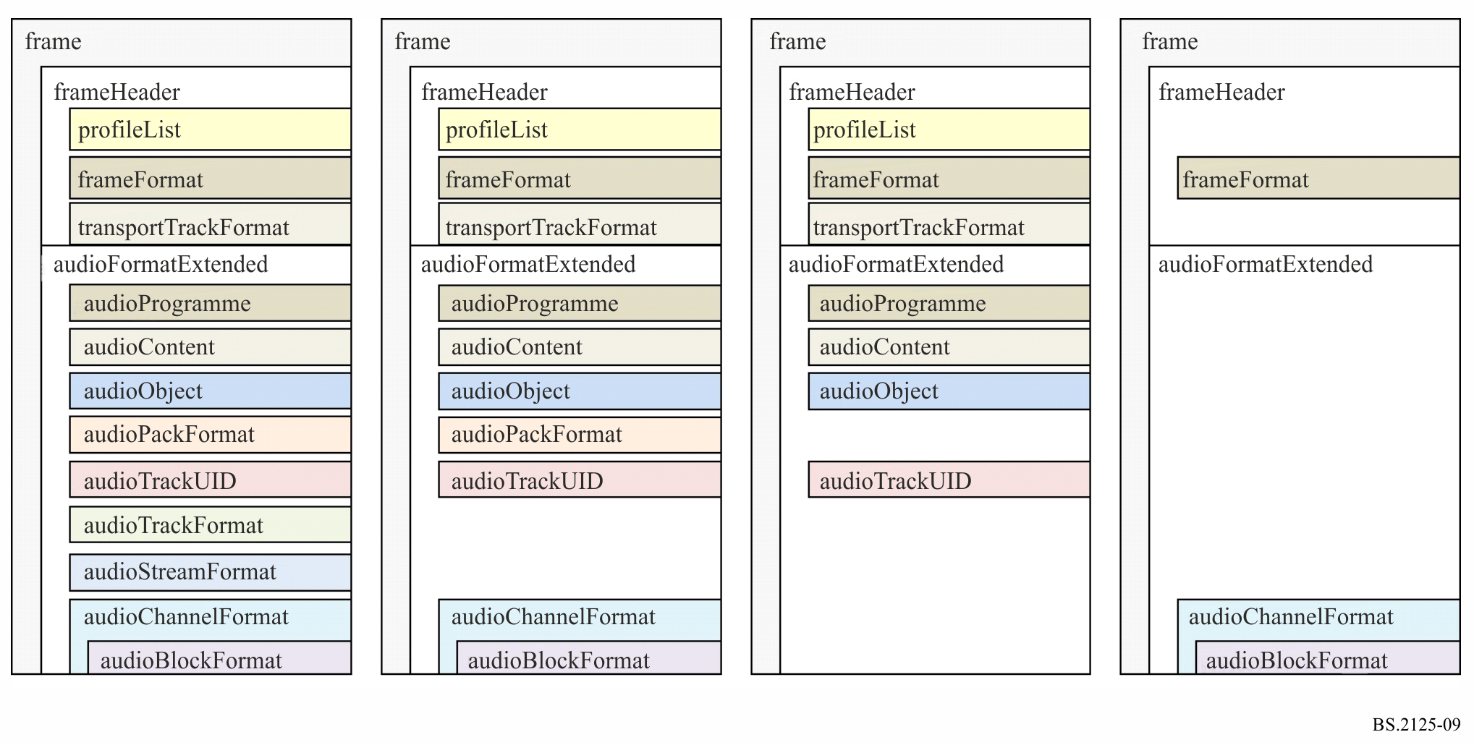 frame
frameHeader
profileList
frameFormat
transportTrackFormat
audioFormatExtended
audioProgramme
audioContent
audioObject
audioPackFormat
audioTrackUID
audioTrackFormat
audioStreamFormat
audioChannelFormat
audioBlockFormat
frame
frameHeader
profileList
frameFormat
transportTrackFormat
audioFormatExtended
audioProgramme
audioContent
audioObject
audioPackFormat
audioTrackUID
audioChannelFormat
audioBlockFormat
frame
frameHeader
profileList
frameFormat
transportTrackFormat
audioFormatExtended
audioProgramme
audioContent
audioObject
audioTrackUID
frame
frameHeader
frameFormat
audioFormatExtended
audioChannelFormat
audioBlockFormat
BS.2125-09